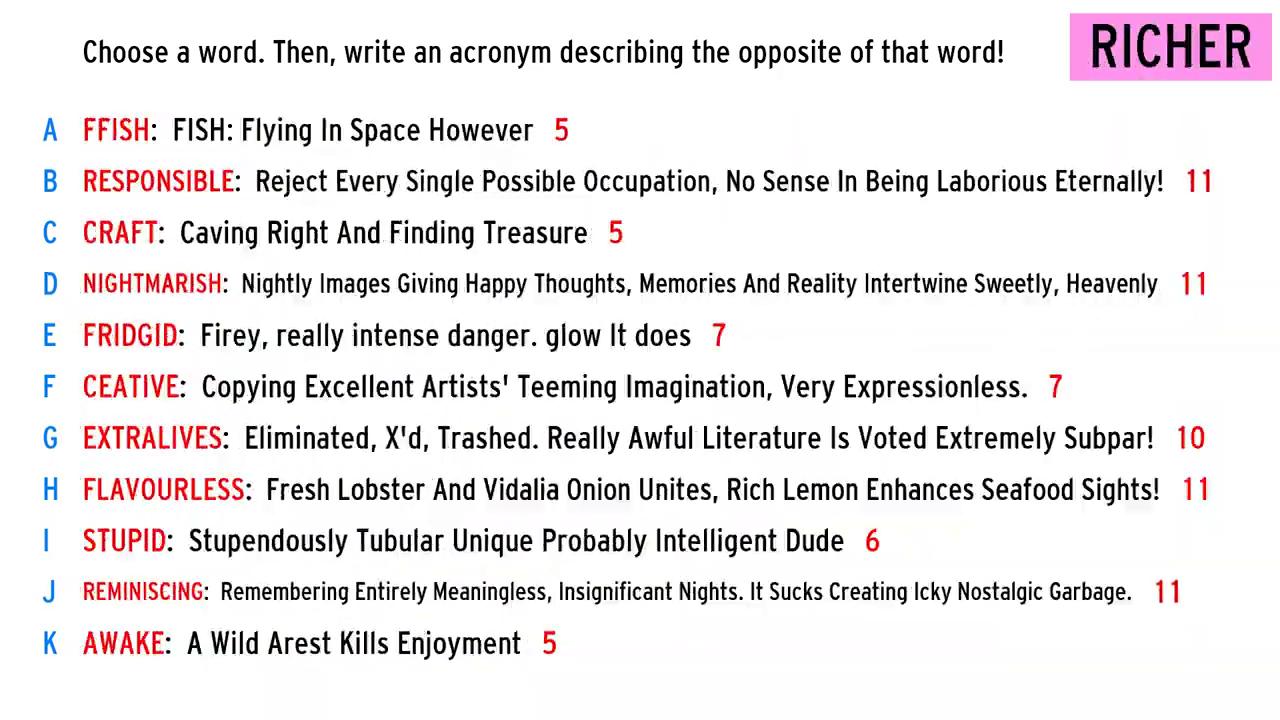 Choose a word. Then, write an acronym describing the opposite of that word!
RICHER
A FFISH: FISH: Flying In Space However 5
B RESPONSIBLE: Reject Every Single Possible Occupation, No Sense In Being Laborious Eternally! 11
C CRAFT: Caving Right And Finding Treasure 5
D NIGHTMARISH: Nightly Images Giving Happy Thoughts, Memories And Reality Intertwine Sweetly, Heavenly 11
E FRIDGID: Firey, really intense danger. glow It does 7
F CEATIVE: Copying Excellent Artists' Teeming Imagination, Very Expressionless. 7
G EXTRALIVES: Eliminated, X'd, Trashed. Really Awful Literature Is Voted Extremely Subpar! 10
H FLAVOURLESS: Fresh Lobster And Vidalia Onion Unites, Rich Lemon Enhances Seafood Sights! 11
I STUPID: Stupendously Tubular Unique Probably Intelligent Dude 6
J REMINISCING: Remembering Entirely Meaningless, Insignificant Nights. It Sucks Creating Icky Nostalgic Garbage. 11
K AWAKE: A Wild Arest Kills Enjoyment 5